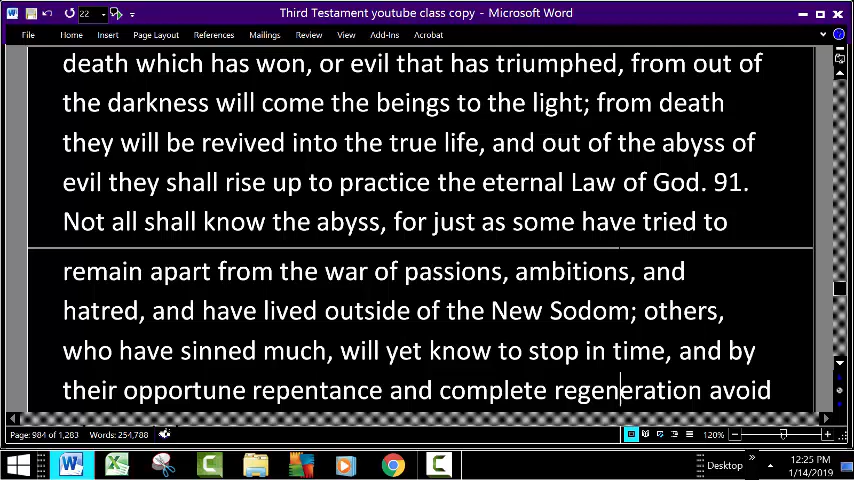 22
Third Testament youtube class copy - Microsoft Word
File Home Insert Page Layout References Mailings Review View Add-Ins Acrobat
death which has won, or evil that has triumphed, from out of
the darkness will come the beings to the light; from death
they will be revived into the true life, and out of the abyss of
evil they shall rise up to practice the eternal Law of God. 91.
Not all shall know the abyss, for just as some have tried to
remain apart from the war of passions, ambitions, and
hatred, and have lived outside of the New Sodom; others,
who have sinned much, will yet know to stop in time, and by
their opportune repentance and complete regeneration avoid
Page: 984 of 1,283 Words: 254,788 120%
Desktop
12:25 PM
1/14/2019